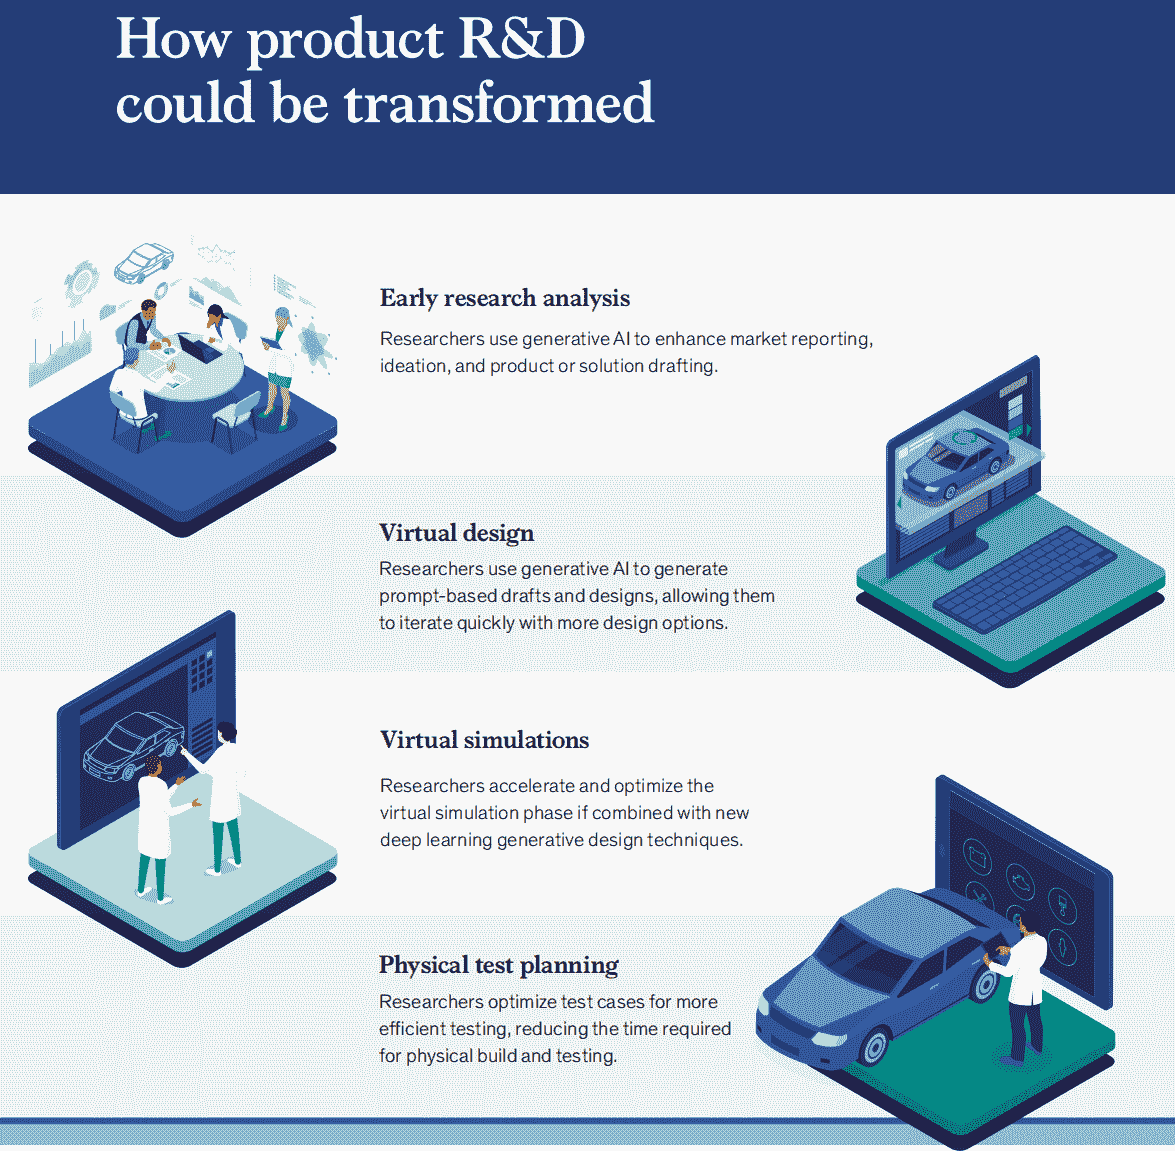 How product R&D
could be transformed
Early research analysis
Researchers use generative AI to enhance market reporting,
ideation, and product or solution drafting.
Virtual design
Researchers use generative AI to generate
prompt-based drafts and designs, allowing them
to iterate quickly with more design options.
Virtual simulations
Researchers accelerate and optimize the
virtual simulation phase if combined with new
deep learning generative design techniques.
Physical test planning
Researchers optimize test cases for more
efficient testing, reducing the time required
for physical build and testing.